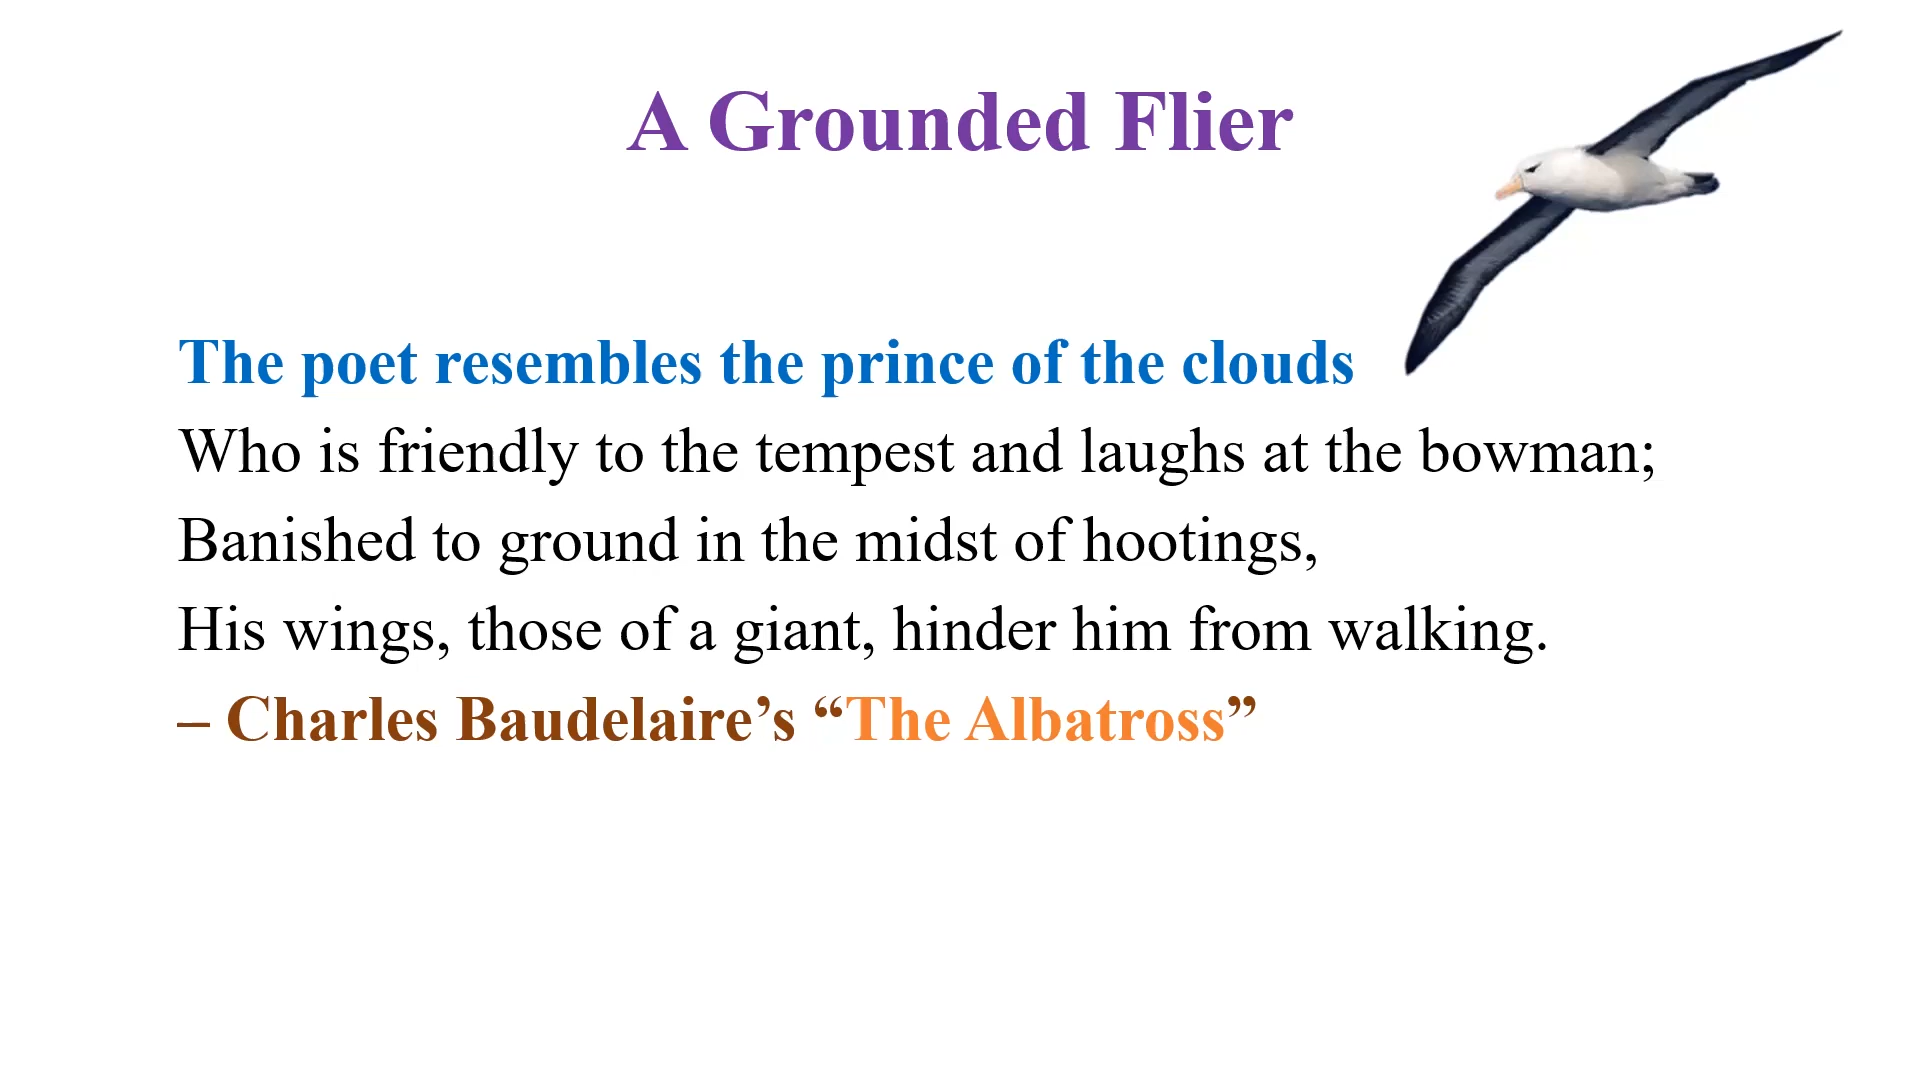 A Grounded Flier
The poet resembles the prince of the clouds
Who is friendly to the tempest and laughs at the bowman;
Banished to ground in the midst of hootings,
His wings, those of a giant, hinder him from walking.
– Charles Baudelaire’s “The Albatross”